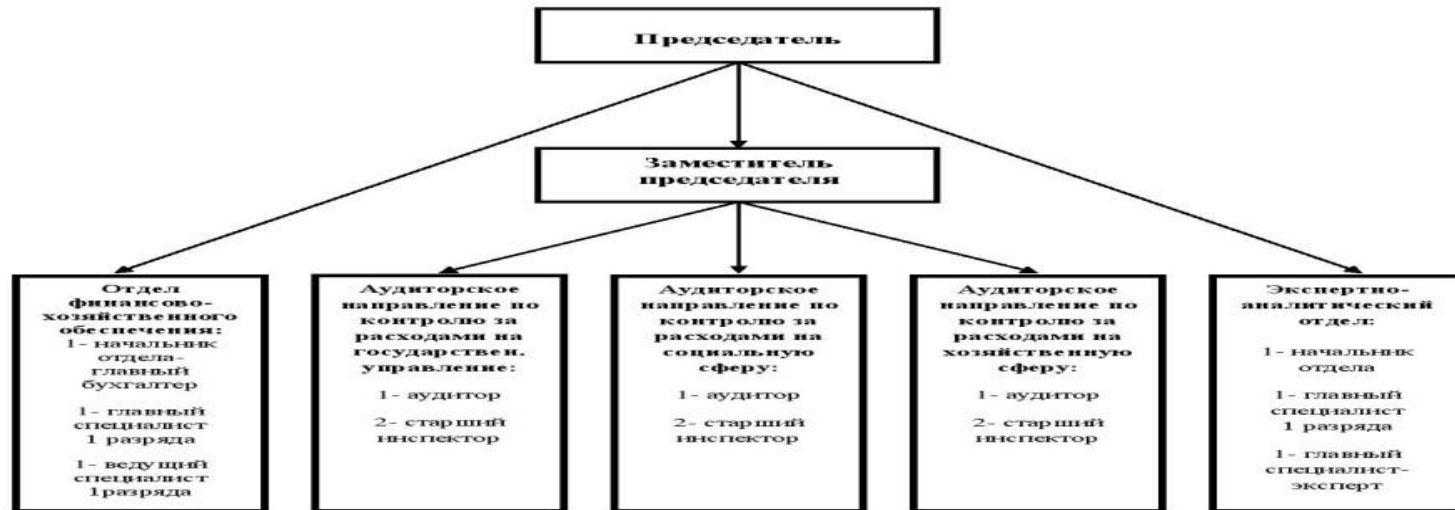 Председатель
Заместитель
председателя
Отдел
финансово-
хозяйственного
обеспечения:
1- начальник
отдела-
главный
бухгалтер
1- главный
специалист
1 разряда
1- ведущий
специалист
1разряда
Аудиторское
направление по
контролю за
расходами на
государствен.
управление:
1- аудитор
2- старший
инспектор
Аудиторское
направление по
контролю за
расходами на
социальную
сферу:
1- аудитор
2- старший
инспектор
Аудиторское
направление по
контролю за
расходами на
хозяйственную
сферу:
1- аудитор
2- старший
инспектор
Экспертно-
аналитический
отдел:
1- начальник
отдела
1- главный
специалист
1 разряда
1- главный
специалист-
эксперт